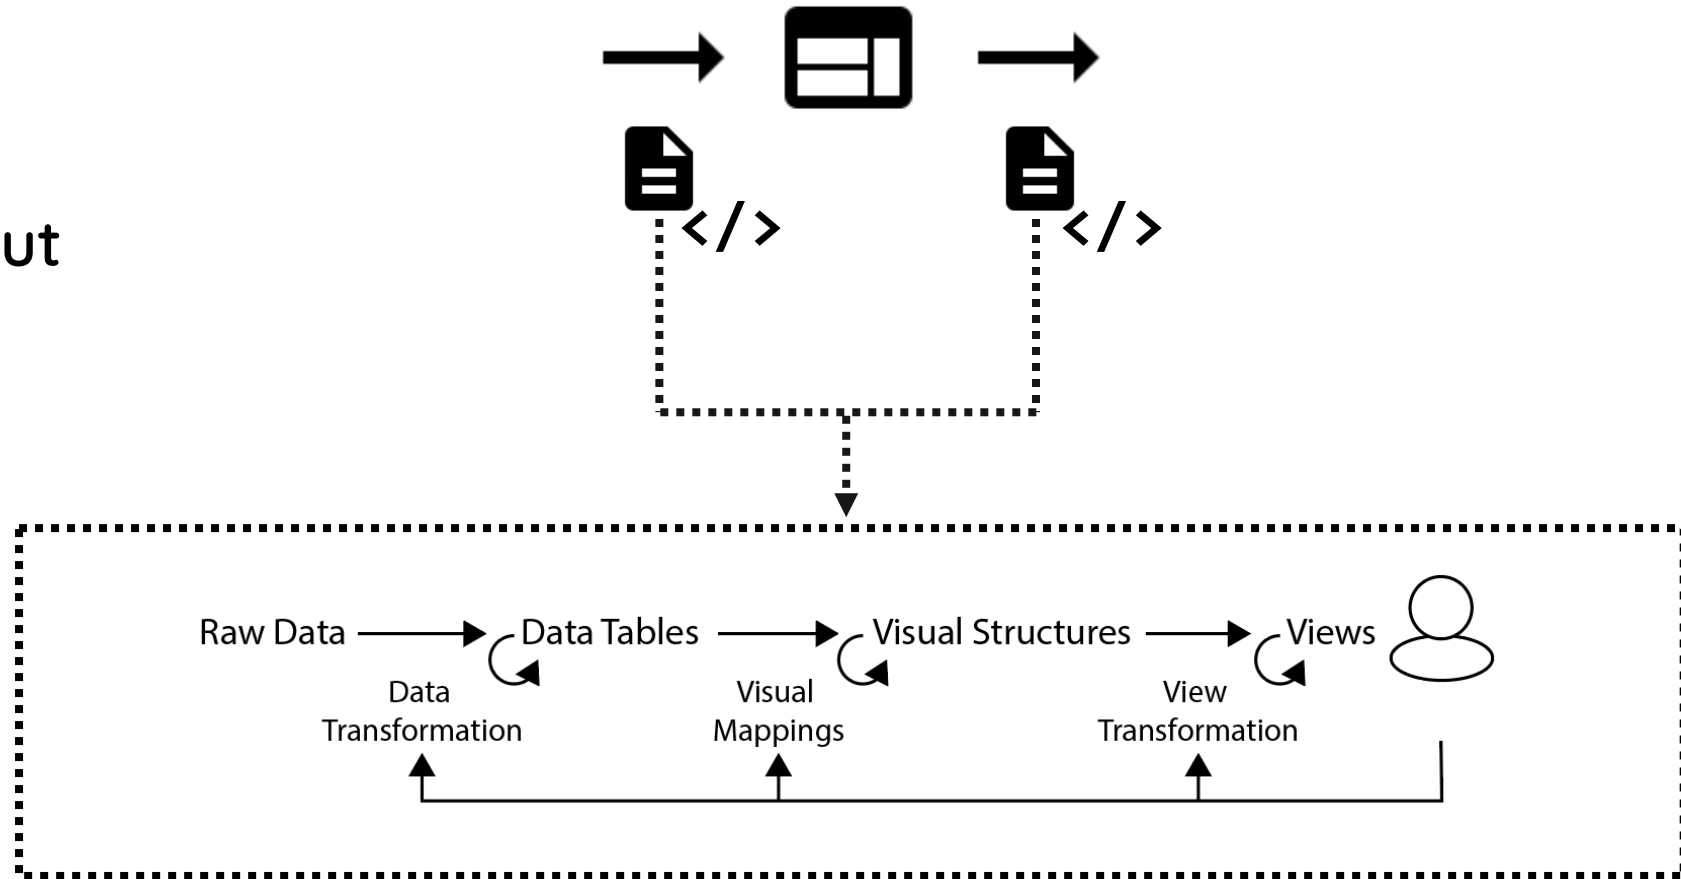 </> </>
ut
Raw Data Data Tables Visual Structures Views
Data Transformation
Visual Mappings
View Transformation